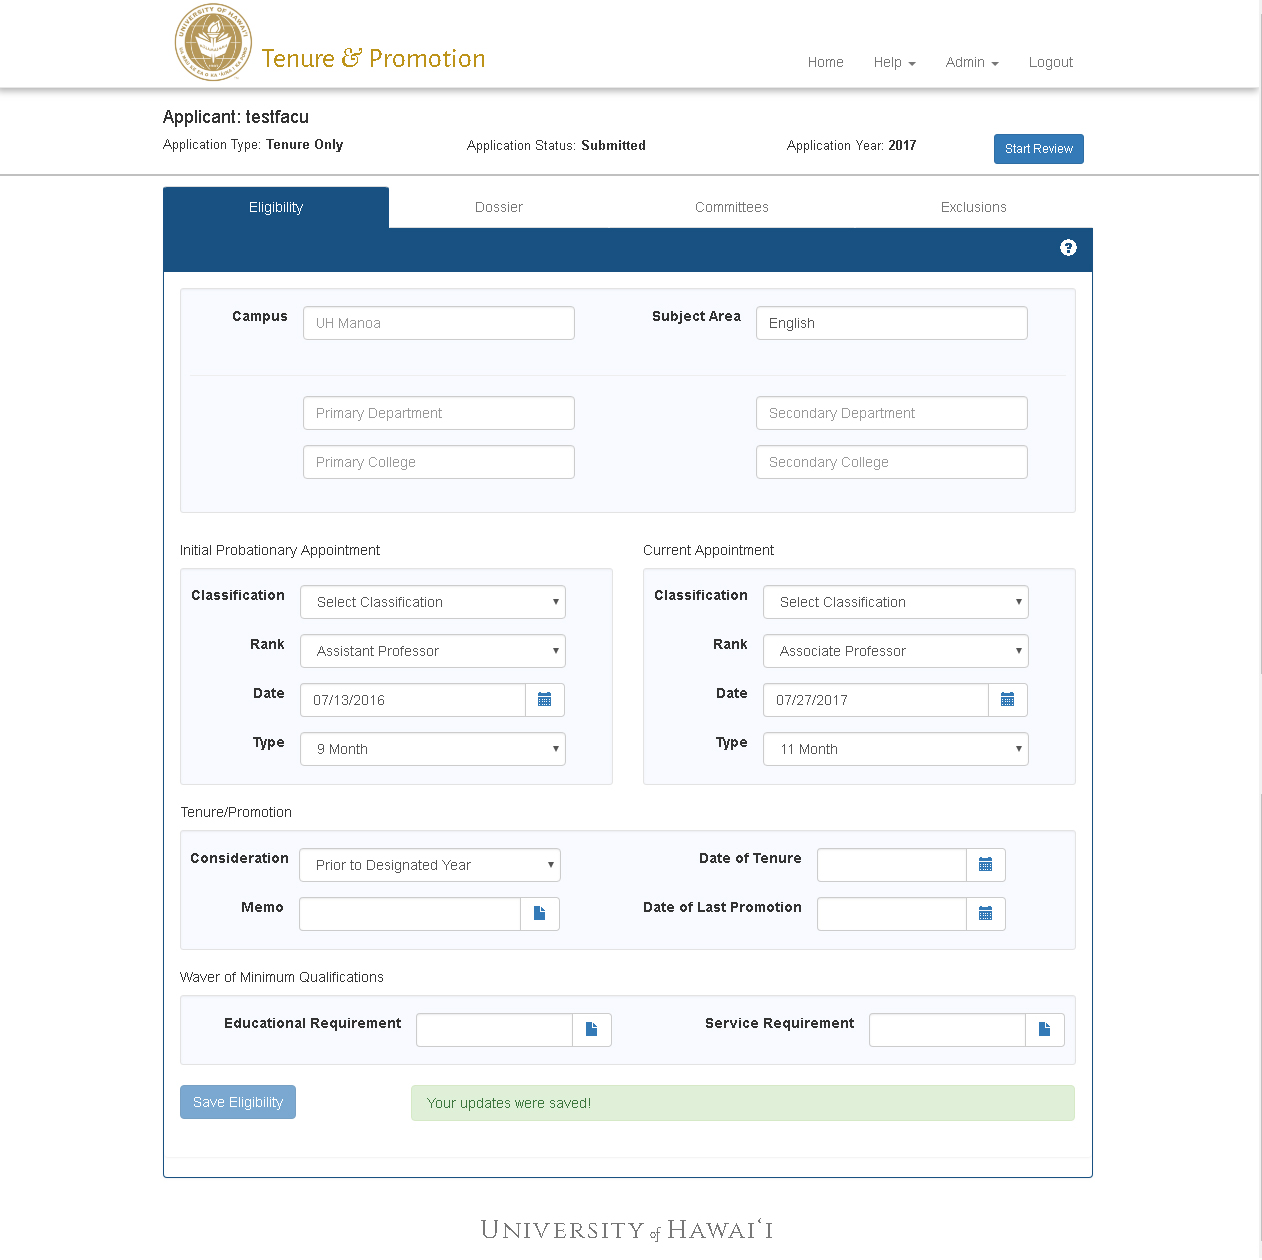 Tenure & Promotion
Home Help Admin Logout
Applicant: testfacu
Application Type: Tenure Only Application Status: Submitted Application Year: 2017 Start Review
Eligibility Dossier Committees Exclusions
?
Campus UH Manoa Subject Area English
Primary Department Secondary Department
Primary College Secondary College
Initial Probationary Appointment Current Appointment
Classification Select Classification Classification Select Classification
Rank Assistant Professor Rank Associate Professor
Date 07/13/2016 Date 07/27/2017
Type 9 Month Type 11 Month
Tenure/Promotion
Consideration Prior to Designated Year Date of Tenure
Memo Date of Last Promotion
Waver of Minimum Qualifications
Educational Requirement Service Requirement
Save Eligibility Your updates were saved!
UNIVERSITY of HAWAIʻI